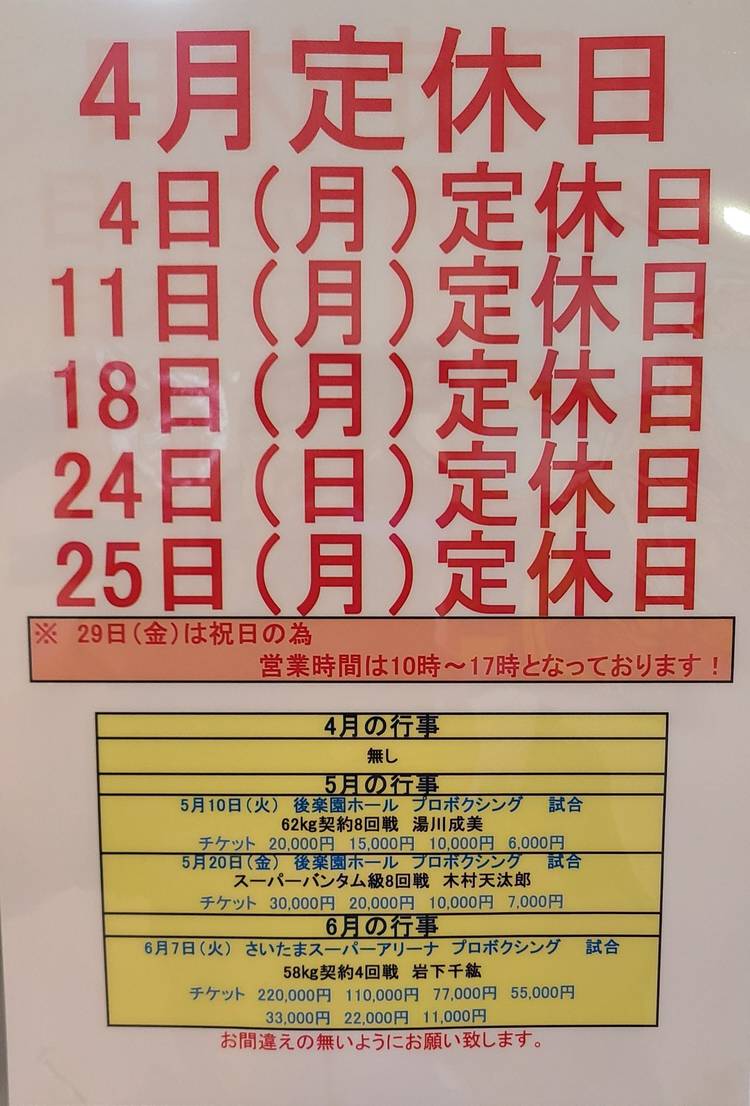 4月定休日
4日(月)定休日
11日(月)定休日
18日(月)定休日
24日(日)定休日
25日(月)定休日
※ 29日(金)は祝日の為
営業時間は10時～17時となっております！
4月の行事
無し
5月の行事
5月10日(火) 後楽園ホール プロボクシング 試合
62kg契約8回戦 湯川成美
チケット 20,000円 15,000円 10,000円 6,000円
5月20日(金) 後楽園ホール プロボクシング 試合
スーパーバンタム級8回戦 木村天汰郎
チケット 30,000円 20,000円 10,000円 7,000円
6月の行事
6月7日(火) さいたまスーパーアリーナ プロボクシング 試合
58kg契約4回戦 岩下千紘
チケット 220,000円 110,000円 77,000円 55,000円
33,000円 22,000円 11,000円
お間違えの無いようにお願い致します。